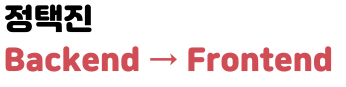 정택진
Backend → Frontend